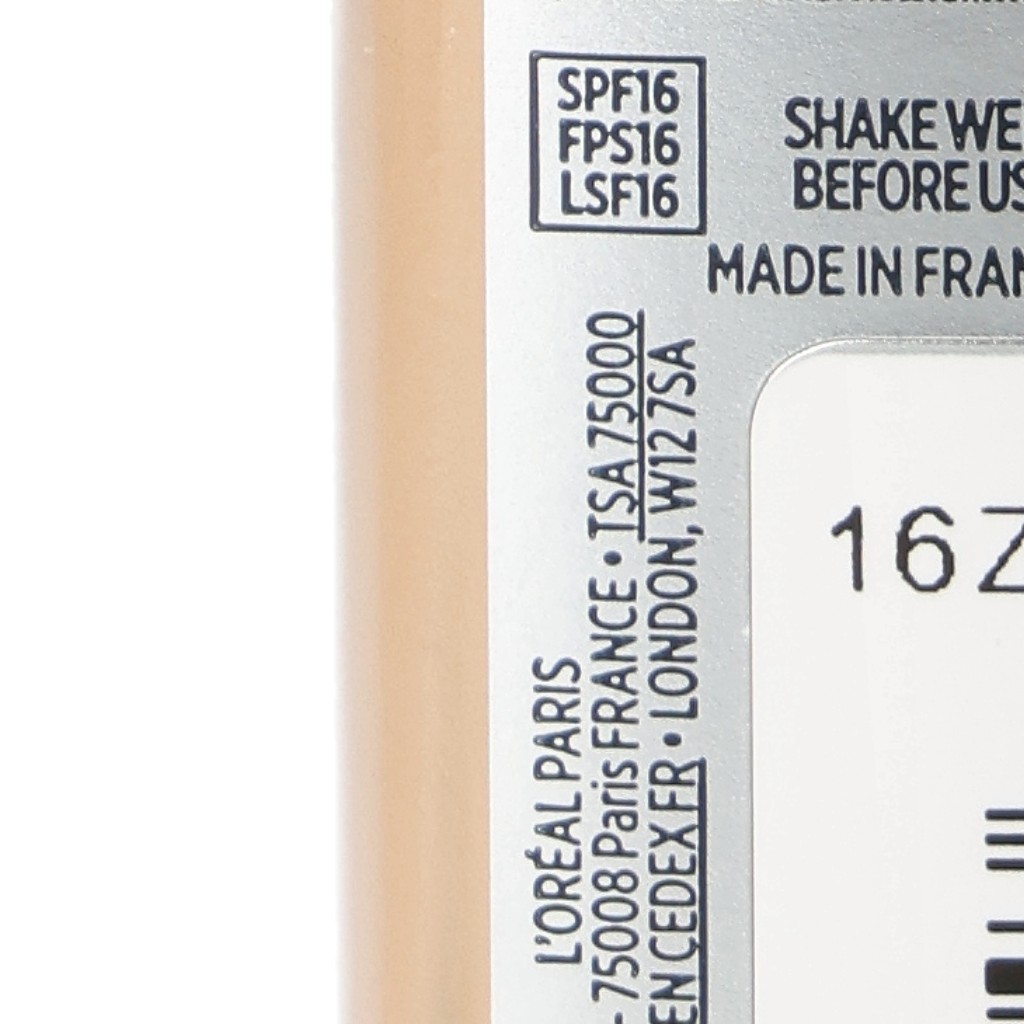 SPF16
FPS16
LSF16
SHAKE WE
BEFORE US
MADE IN FRAN
L'ORÉAL PARIS
75008 Paris FRANCE • TSA 75000
EN CEDEX FR • LONDON, W12 7SA
16Z